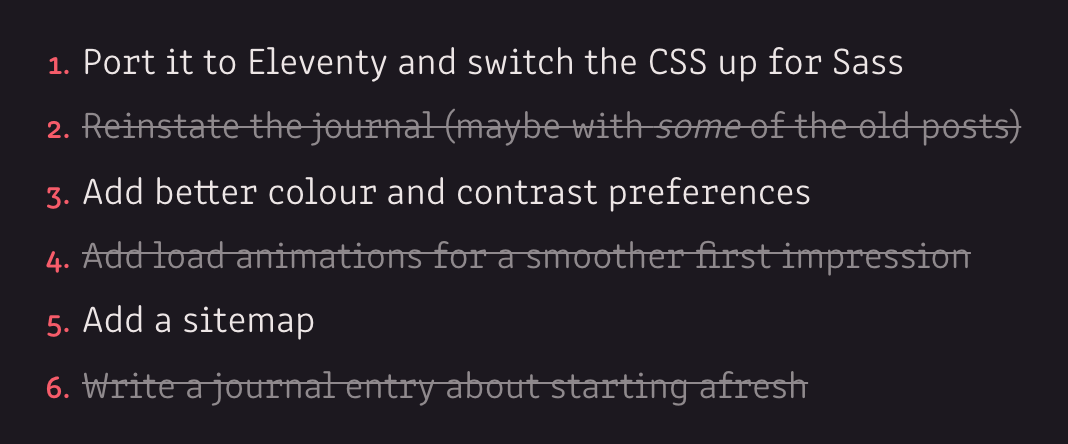 1. Port it to Eleventy and switch the CSS up for Sass
2. Reinstate the journal (maybe with some of the old posts)
3. Add better colour and contrast preferences
4. Add load animations for a smoother first impression
5. Add a sitemap
6. Write a journal entry about starting afresh